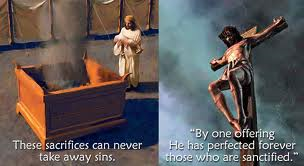 These sacrifices can never
take away sins.
“By one offering
He has perfected forever
those who are sanctified.”